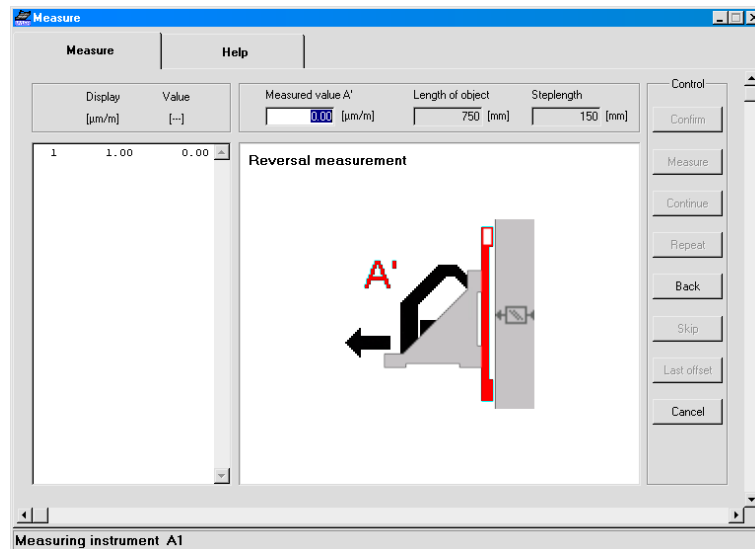 Measure
Measure Help
Display Value
[µm/m] [---]
Measured value A' Length of object Steplength
0.00 [µm/m] 750 [mm] 150 [mm]
1 1.00 0.00
Reversal measurement
A'
Control
Confirm
Measure
Continue
Repeat
Back
Skip
Last offset
Cancel
Measuring instrument A1